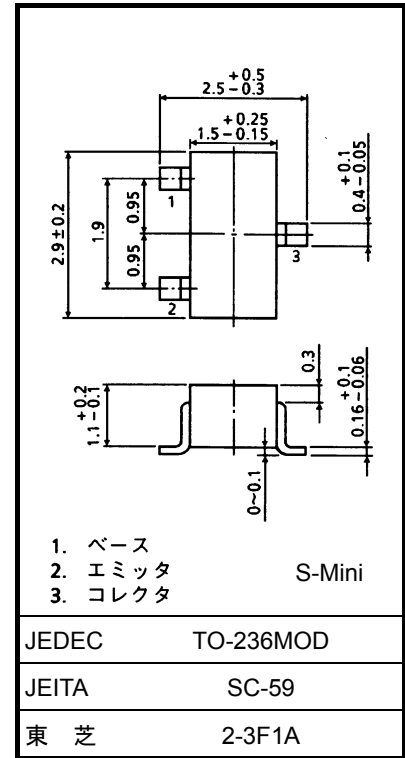 +0.5
2.5-0.3
+0.25
1.5-0.15
2.9±0.2
1.9
0.95
0.95
1
2
3
+0.1
0.4-0.05
+0.2
1.1-0.1
0.3
+0.1
0.16-0.06
0~0.1
1. ベース
2. エミッタ
3. コレクタ
S-Mini
JEDEC TO-236MOD
JEITA SC-59
東 芝 2-3F1A